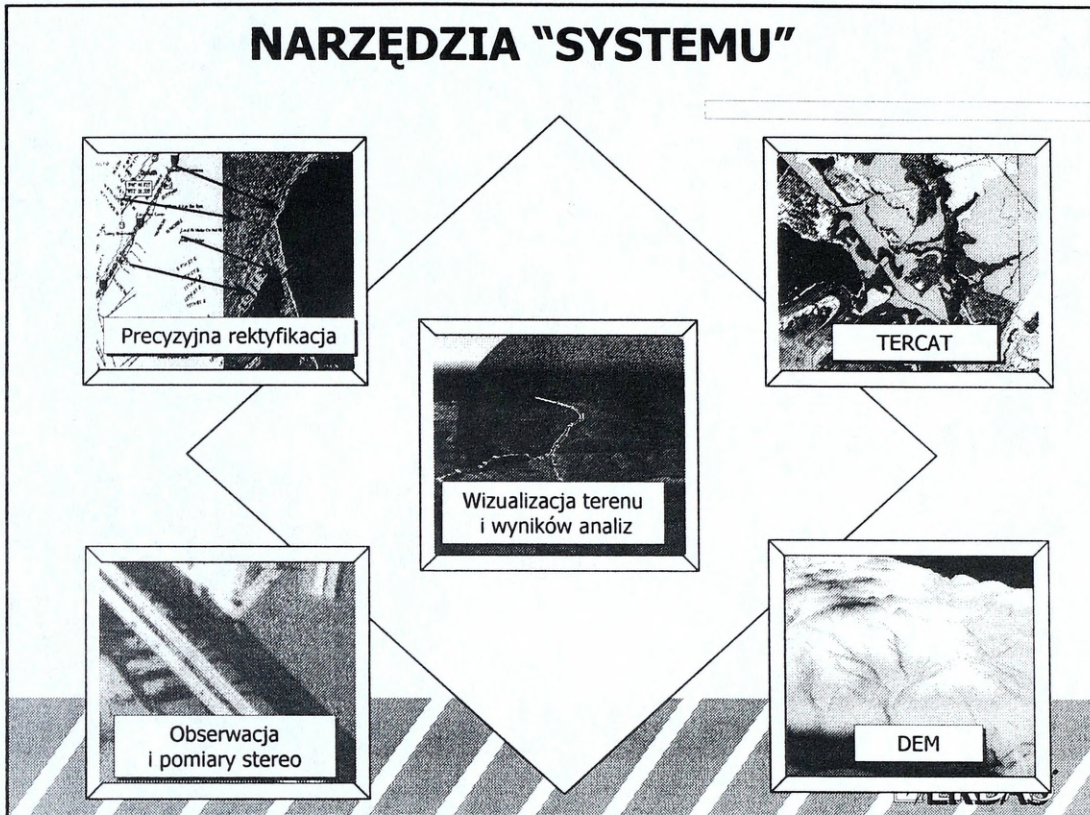 NARZĘDZIA “SYSTEMU”
Precyzyjna rektyfikacja
TERCAT
Wizualizacja terenu
i wyników analiz
Obserwacja
i pomiary stereo
DEM
ERDAS